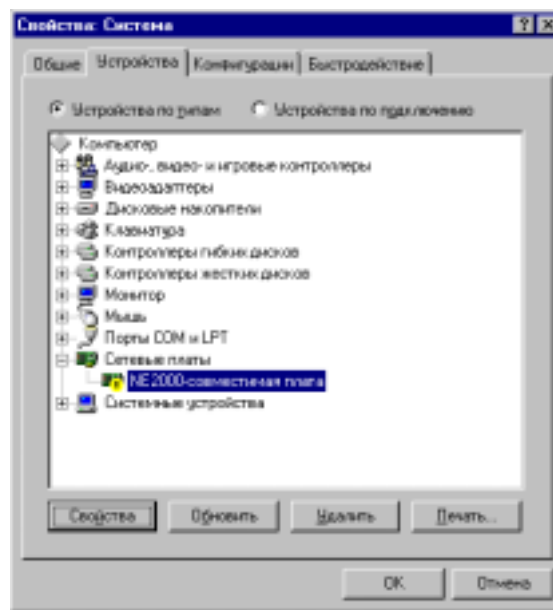 Свойства: Система
Общие Устройства Конфигурации Быстродействие
Устройства по типам Устройства по подключению
Компьютер
Аудио-, видео- и игровые контроллеры
Видеоадаптеры
Дисковые накопители
Клавиатура
Контроллеры гибких дисков
Контроллеры жестких дисков
Монитор
Мышь
Порты COM и LPT
Сетевые платы
NE2000-совместимая плата
Системные устройства
Свойства Обновить Удалить Печать...
OK Отмена